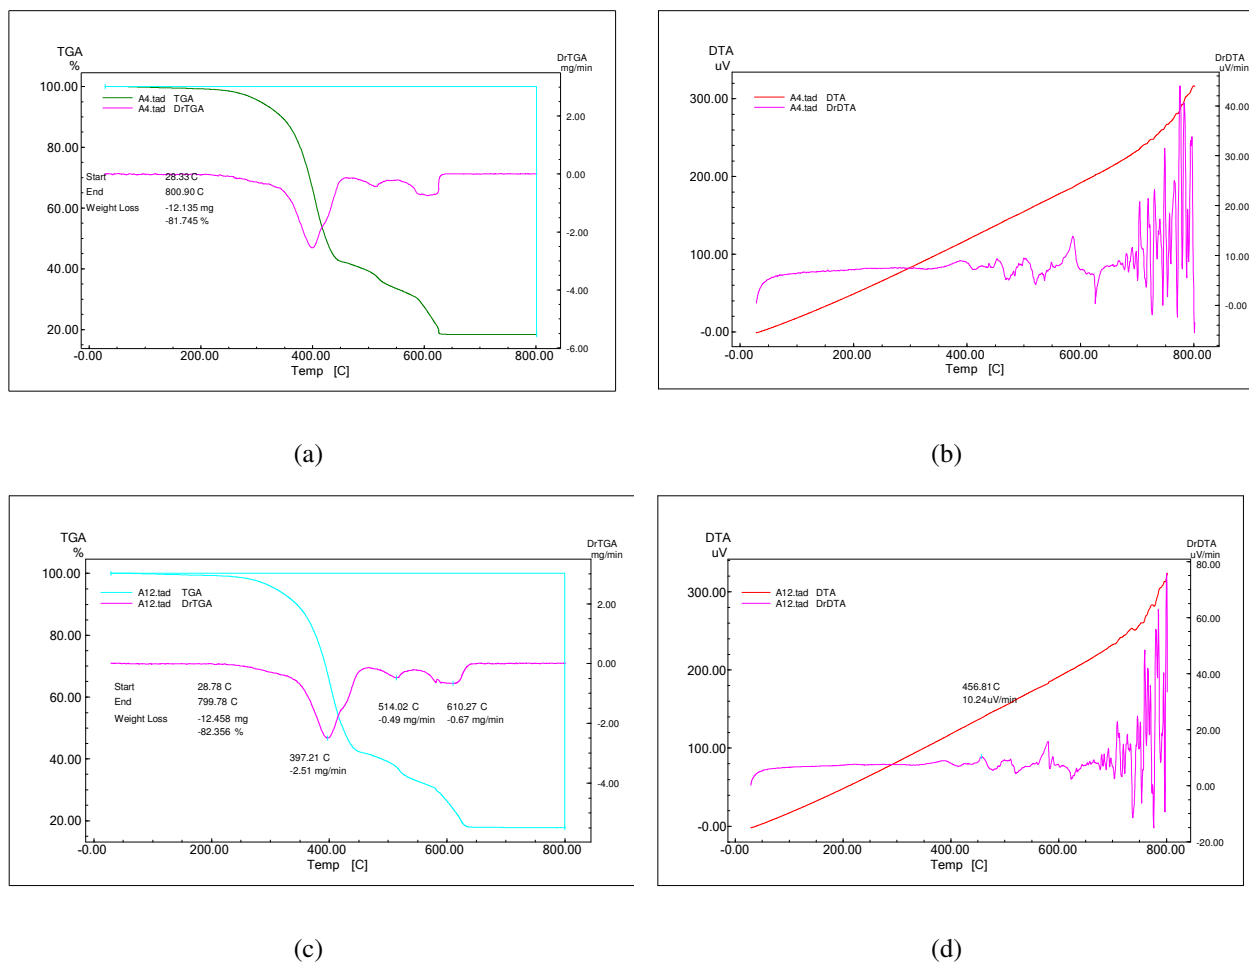 TGA
%
DrTGA
mg/min
100.00
80.00
60.00
40.00
20.00
A4.tad TGA
A4.tad DrTGA
Start 28.33 C
End 800.90 C
Weight Loss -12.135 mg
-81.745 %
2.00
0.00
-2.00
-4.00
-6.00
-0.00 200.00 400.00 600.00 800.00
Temp [C]
(a)
DTA
uV
DrDTA
uV/min
300.00
200.00
100.00
-0.00
A4.tad DTA
A4.tad DrDTA
40.00
30.00
20.00
10.00
-0.00
-0.00 200.00 400.00 600.00 800.00
Temp [C]
(b)
TGA
%
DrTGA
mg/min
100.00
80.00
60.00
40.00
20.00
A12.tad TGA
A12.tad DrTGA
Start 28.78 C
End 799.78 C
Weight Loss -12.458 mg
-82.356 %
397.21 C
-2.51 mg/min
514.02 C
-0.49 mg/min
610.27 C
-0.67 mg/min
2.00
0.00
-2.00
-4.00
-0.00 200.00 400.00 600.00 800.00
Temp [C]
(c)
DTA
uV
DrDTA
uV/min
300.00
200.00
100.00
-0.00
A12.tad DTA
A12.tad DrDTA
456.81 C
10.24uV/min
80.00
60.00
40.00
20.00
0.00
-20.00
-0.00 200.00 400.00 600.00 800.00
Temp [C]
(d)